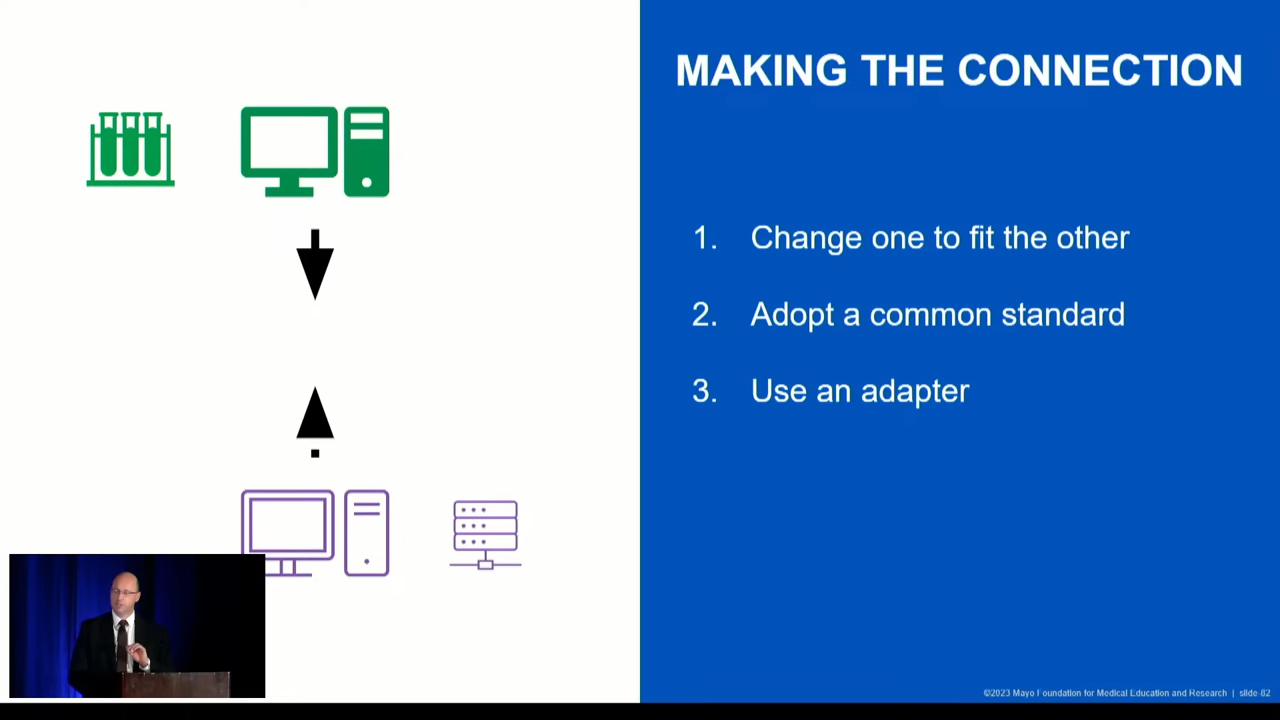 MAKING THE CONNECTION
1. Change one to fit the other
2. Adopt a common standard
3. Use an adapter
©2023 Mayo Foundation for Medical Education and Research | slide-82